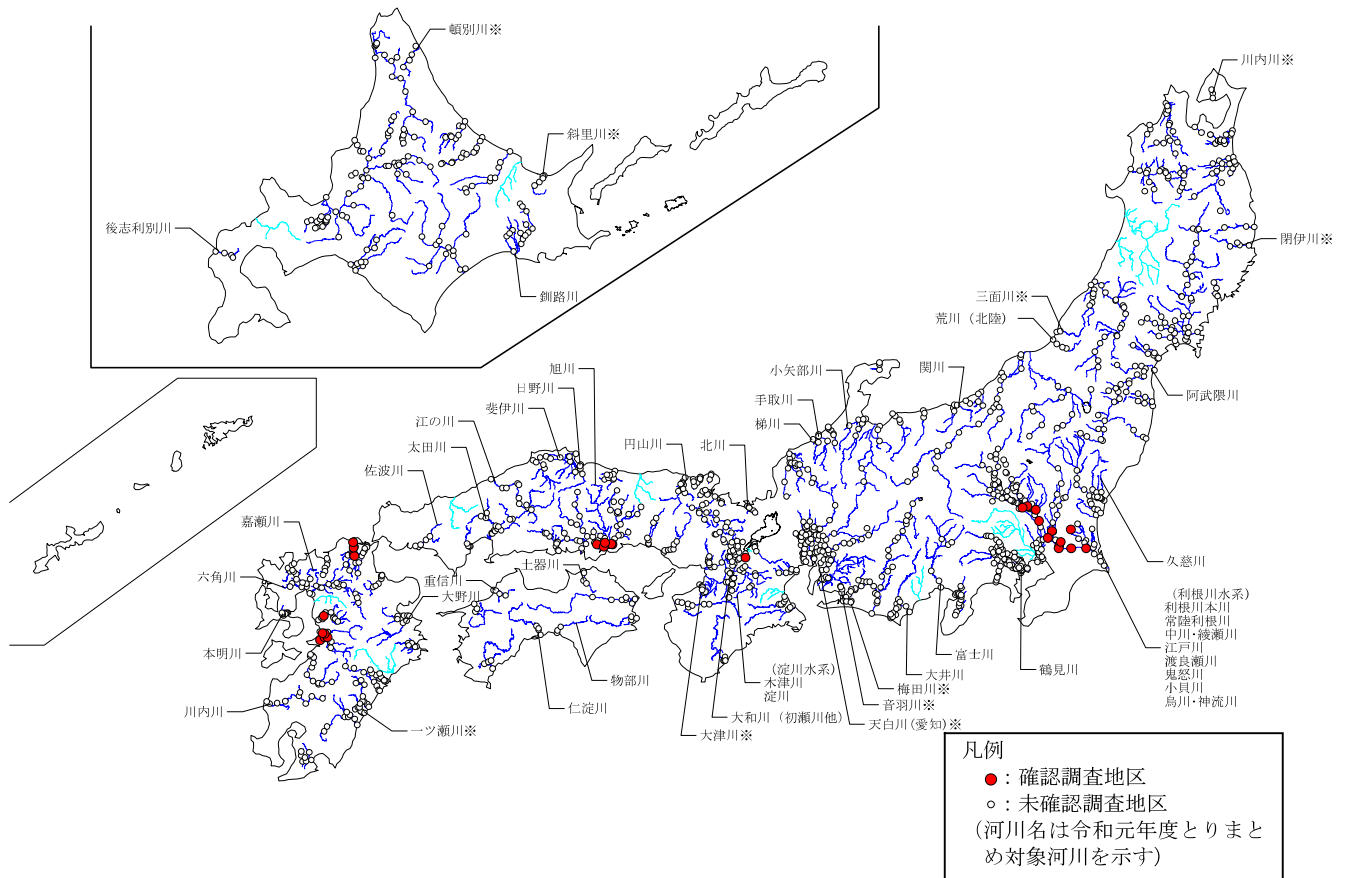 頓別川※
斜里川※
後志利別川
釧路川
川内川※
閉伊川※
三面川※
荒川（北陸）
阿武隈川
関川
小矢部川
手取川
梯川
旭川
日野川
斐伊川
江の川
太田川
佐波川
円山川
北川
嘉瀬川
六角川
本明川
川内川
一ツ瀬川※
大野川
重信川
土器川
物部川
仁淀川
（淀川水系）
木津川
淀川
大和川（初瀬川他）
大津川※
天白川(愛知)※
音羽川※
梅田川※
大井川
富士川
鶴見川
久慈川
（利根川水系）
利根川本川
常陸利根川
中川・綾瀬川
江戸川
渡良瀬川
鬼怒川
小貝川
烏川・神流川
凡例
：確認調査地区
：未確認調査地区
（河川名は令和元年度とりまと
め対象河川を示す）